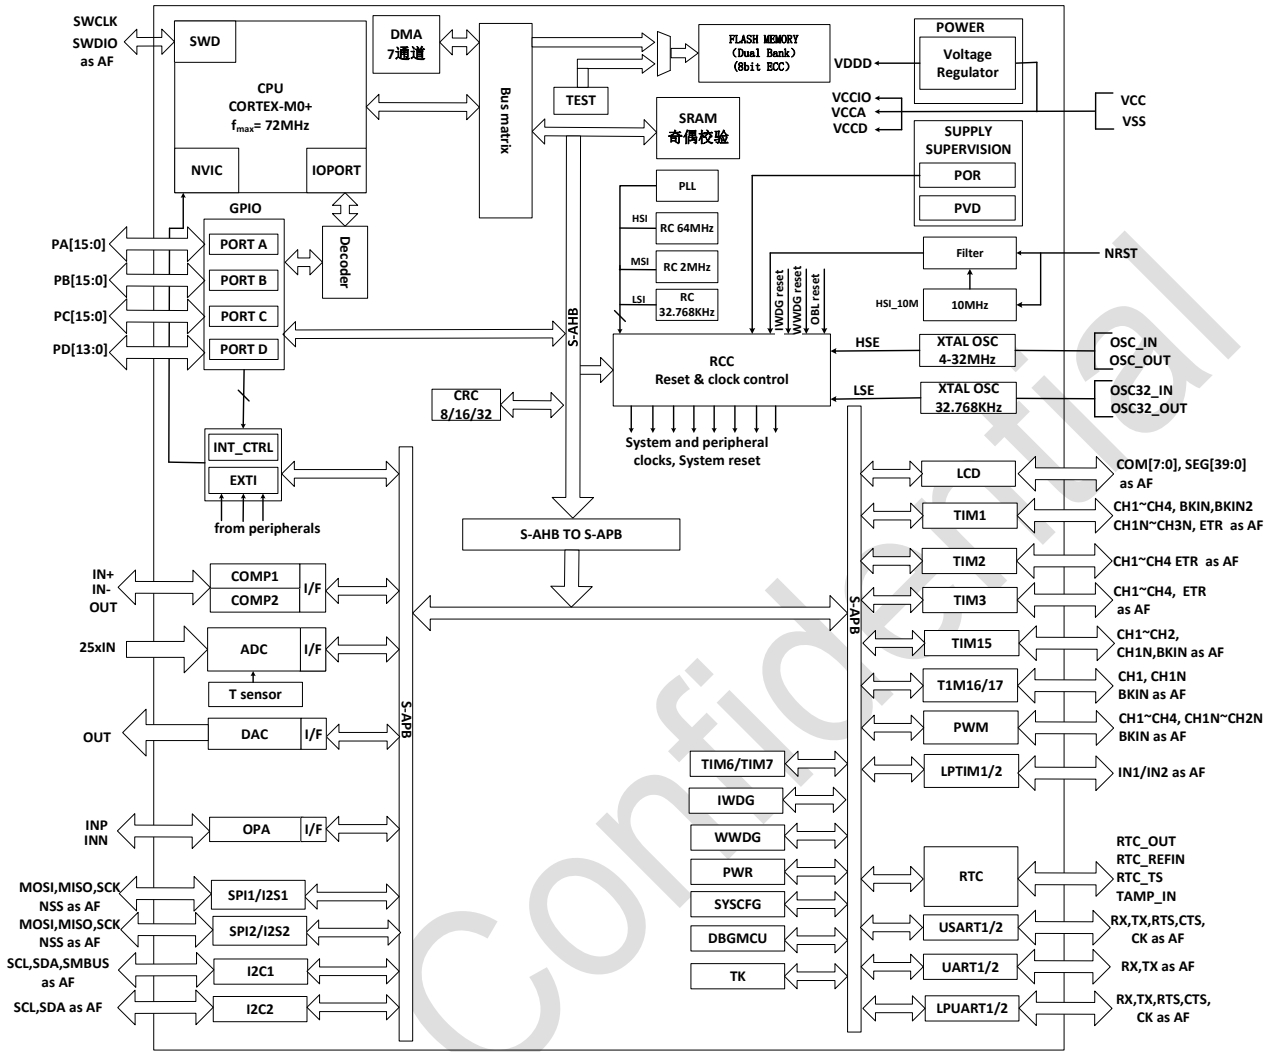 SWCLK
SWDIO
as AF
SWD
CPU
CORTEX-M0+
fmax= 72MHz
NVIC
IOPORT
DMA
7通道
Bus matrix
FLASH MEMORY
(Dual Bank)
(8bit ECC)
TEST
SRAM
奇偶校验
POWER
Voltage
Regulator
VDDD
VCCIO
VCCA
VCCD
VCC
VSS
SUPPLY
SUPERVISION
POR
PVD
GPIO
PORT A
PORT B
PORT C
PORT D
PA[15:0]
PB[15:0]
PC[15:0]
PD[13:0]
Decoder
PLL
HSI
RC 64MHz
MSI
RC 2MHz
LSI
RC
32.768KHz
S-AHB
IWDG reset
WWDG reset
OBL reset
Filter
NRST
HSI_10M
10MHz
RCC
Reset & clock control
HSE
XTAL OSC
4-32MHz
OSC_IN
OSC_OUT
LSE
XTAL OSC
32.768KHz
OSC32_IN
OSC32_OUT
CRC
8/16/32
System and peripheral
clocks, System reset
INT_CTRL
EXTI
from peripherals
S-AHB TO S-APB
S-APB
S-APB
IN+
IN-
OUT
COMP1
COMP2
I/F
25xIN
ADC
I/F
T sensor
OUT
DAC
I/F
INP
INN
OPA
I/F
MOSI,MISO,SCK
NSS as AF
SPI1/I2S1
MOSI,MISO,SCK
NSS as AF
SPI2/I2S2
SCL,SDA,SMBUS
as AF
I2C1
SCL,SDA as AF
I2C2
TIM6/TIM7
IWDG
WWDG
PWR
SYSCFG
DBGMCU
TK
LCD
COM[7:0], SEG[39:0]
as AF
TIM1
CH1~CH4, BKIN,BKIN2
CH1N~CH3N, ETR as AF
TIM2
CH1~CH4 ETR as AF
TIM3
CH1~CH4, ETR
as AF
TIM15
CH1~CH2,
CH1N,BKIN as AF
T1M16/17
CH1, CH1N
BKIN as AF
PWM
CH1~CH4, CH1N~CH2N
BKIN as AF
LPTIM1/2
IN1/IN2 as AF
RTC
RTC_OUT
RTC_REFIN
RTC_TS
TAMP_IN
USART1/2
RX,TX,RTS,CTS,
CK as AF
UART1/2
RX,TX as AF
LPUART1/2
RX,TX,RTS,CTS,
CK as AF
Confidential